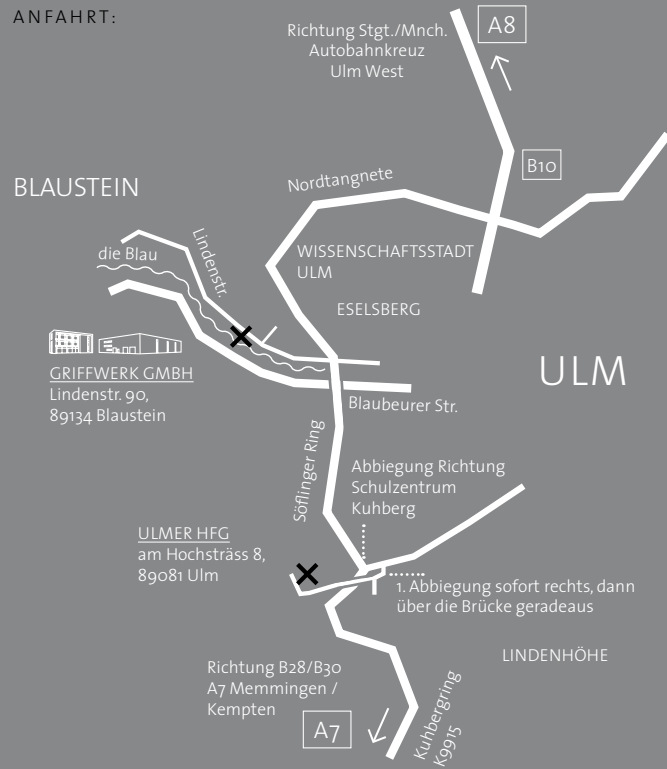 ANFAHRT:
Richtung Stgt./Mnch.
Autobahnkreuz
Ulm West
A8
B10
BLAUSTEIN
Nordtangnete
die Blau
Lindenstr.
WISSENSCHAFTSSTADT
ULM
ESELSBERG
ULM
GRIFFWERK GMBH
Lindenstr. 90,
89134 Blaustein
Blaubeurer Str.
Söflinger Ring
Abbiegung Richtung
Schulzentrum
Kuhberg
ULMER HFG
am Hochsträss 8,
89081 Ulm
1. Abbiegung sofort rechts, dann
über die Brücke geradeaus
LINDENHÖHE
Richtung B28/B30
A7 Memmingen /
Kempten
A7
Kuhbergring
K9915